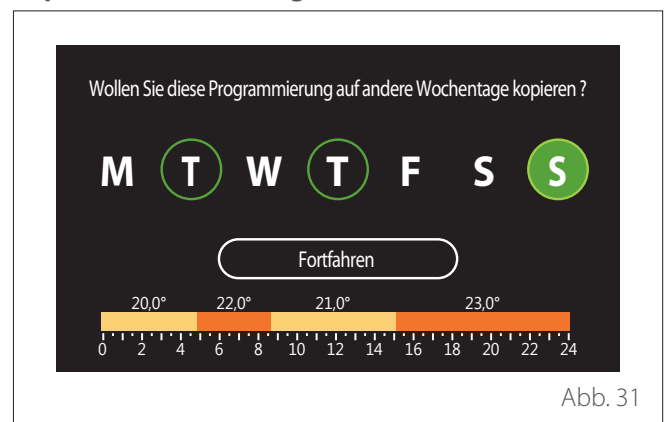 Wollen Sie diese Programmierung auf andere Wochentage kopieren ?
M T W T F S S
Fortfahren
20,0° 22,0° 21,0° 23,0°
0 2 4 6 8 10 12 14 16 18 20 22 24
Abb. 31